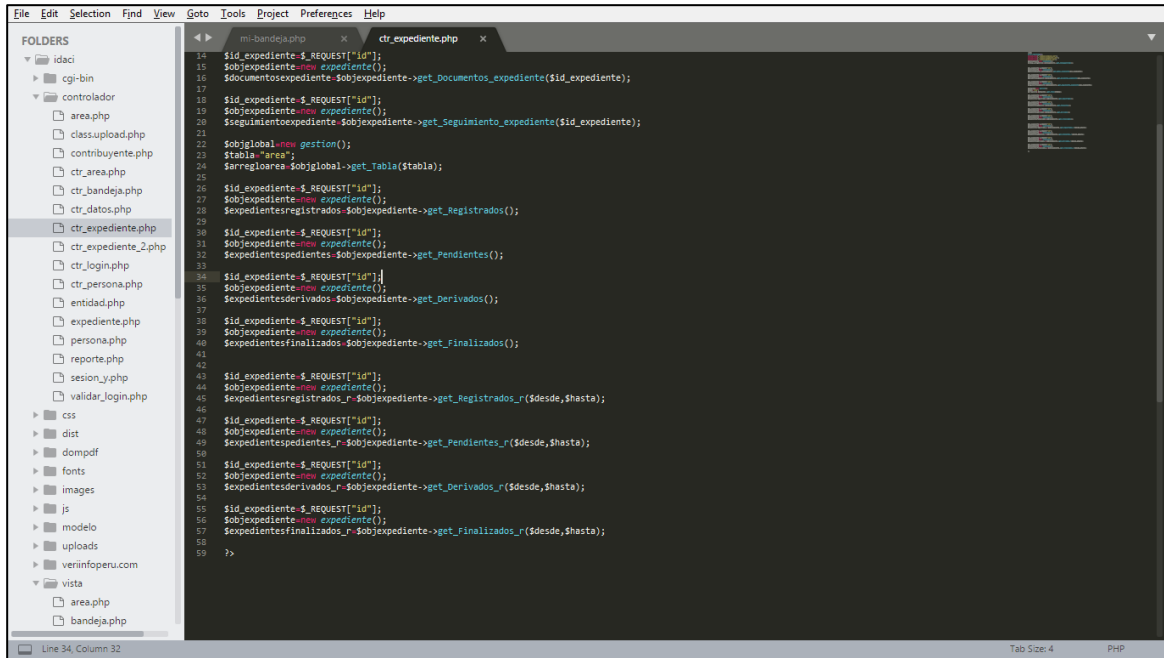 File Edit Selection Find View Goto Tools Project Preferences Help
FOLDERS
idaci
cgi-bin
controlador
area.php
class.upload.php
contribuyente.php
ctr_area.php
ctr_bandeja.php
ctr_datos.php
ctr_expediente.php
ctr_expediente_2.php
ctr_login.php
ctr_persona.php
entidad.php
expediente.php
persona.php
reporte.php
sesion_y.php
validar_login.php
css
dist
dompdf
fonts
images
js
modelo
uploads
veriinfoperu.com
vista
area.php
bandeja.php
mi-bandeja.php × ctr_expediente.php ×
14 $id_expediente=$_REQUEST["id"];
15 $objexpediente=new expediente();
16 $documentosexpediente=$objexpediente->get_Documentos_expediente($id_expediente);
17
18 $id_expediente=$_REQUEST["id"];
19 $objexpediente=new expediente();
20 $seguimientoexpediente=$objexpediente->get_Seguimiento_expediente($id_expediente);
21
22 $objglobal=new gestion();
23 $tabla="area";
24 $arregloarea=$objglobal->get_Tabla($tabla);
25
26 $id_expediente=$_REQUEST["id"];
27 $objexpediente=new expediente();
28 $expedientesregistrados=$objexpediente->get_Registrados();
29
30 $id_expediente=$_REQUEST["id"];
31 $objexpediente=new expediente();
32 $expedientespedientes=$objexpediente->get_Pendientes();
33
34 $id_expediente=$_REQUEST["id"];
35 $objexpediente=new expediente();
36 $expedientesderivados=$objexpediente->get_Derivados();
37
38 $id_expediente=$_REQUEST["id"];
39 $objexpediente=new expediente();
40 $expedientesfinalizados=$objexpediente->get_Finalizados();
41
42
43 $id_expediente=$_REQUEST["id"];
44 $objexpediente=new expediente();
45 $expedientesregistrados_r=$objexpediente->get_Registrados_r($desde,$hasta);
46
47 $id_expediente=$_REQUEST["id"];
48 $objexpediente=new expediente();
49 $expedientespedientes_r=$objexpediente->get_Pendientes_r($desde,$hasta);
50
51 $id_expediente=$_REQUEST["id"];
52 $objexpediente=new expediente();
53 $expedientesderivados_r=$objexpediente->get_Derivados_r($desde,$hasta);
54
55 $id_expediente=$_REQUEST["id"];
56 $objexpediente=new expediente();
57 $expedientesfinalizados_r=$objexpediente->get_Finalizados_r($desde,$hasta);
58
59 ?>
Line 34, Column 32 Tab Size: 4 PHP